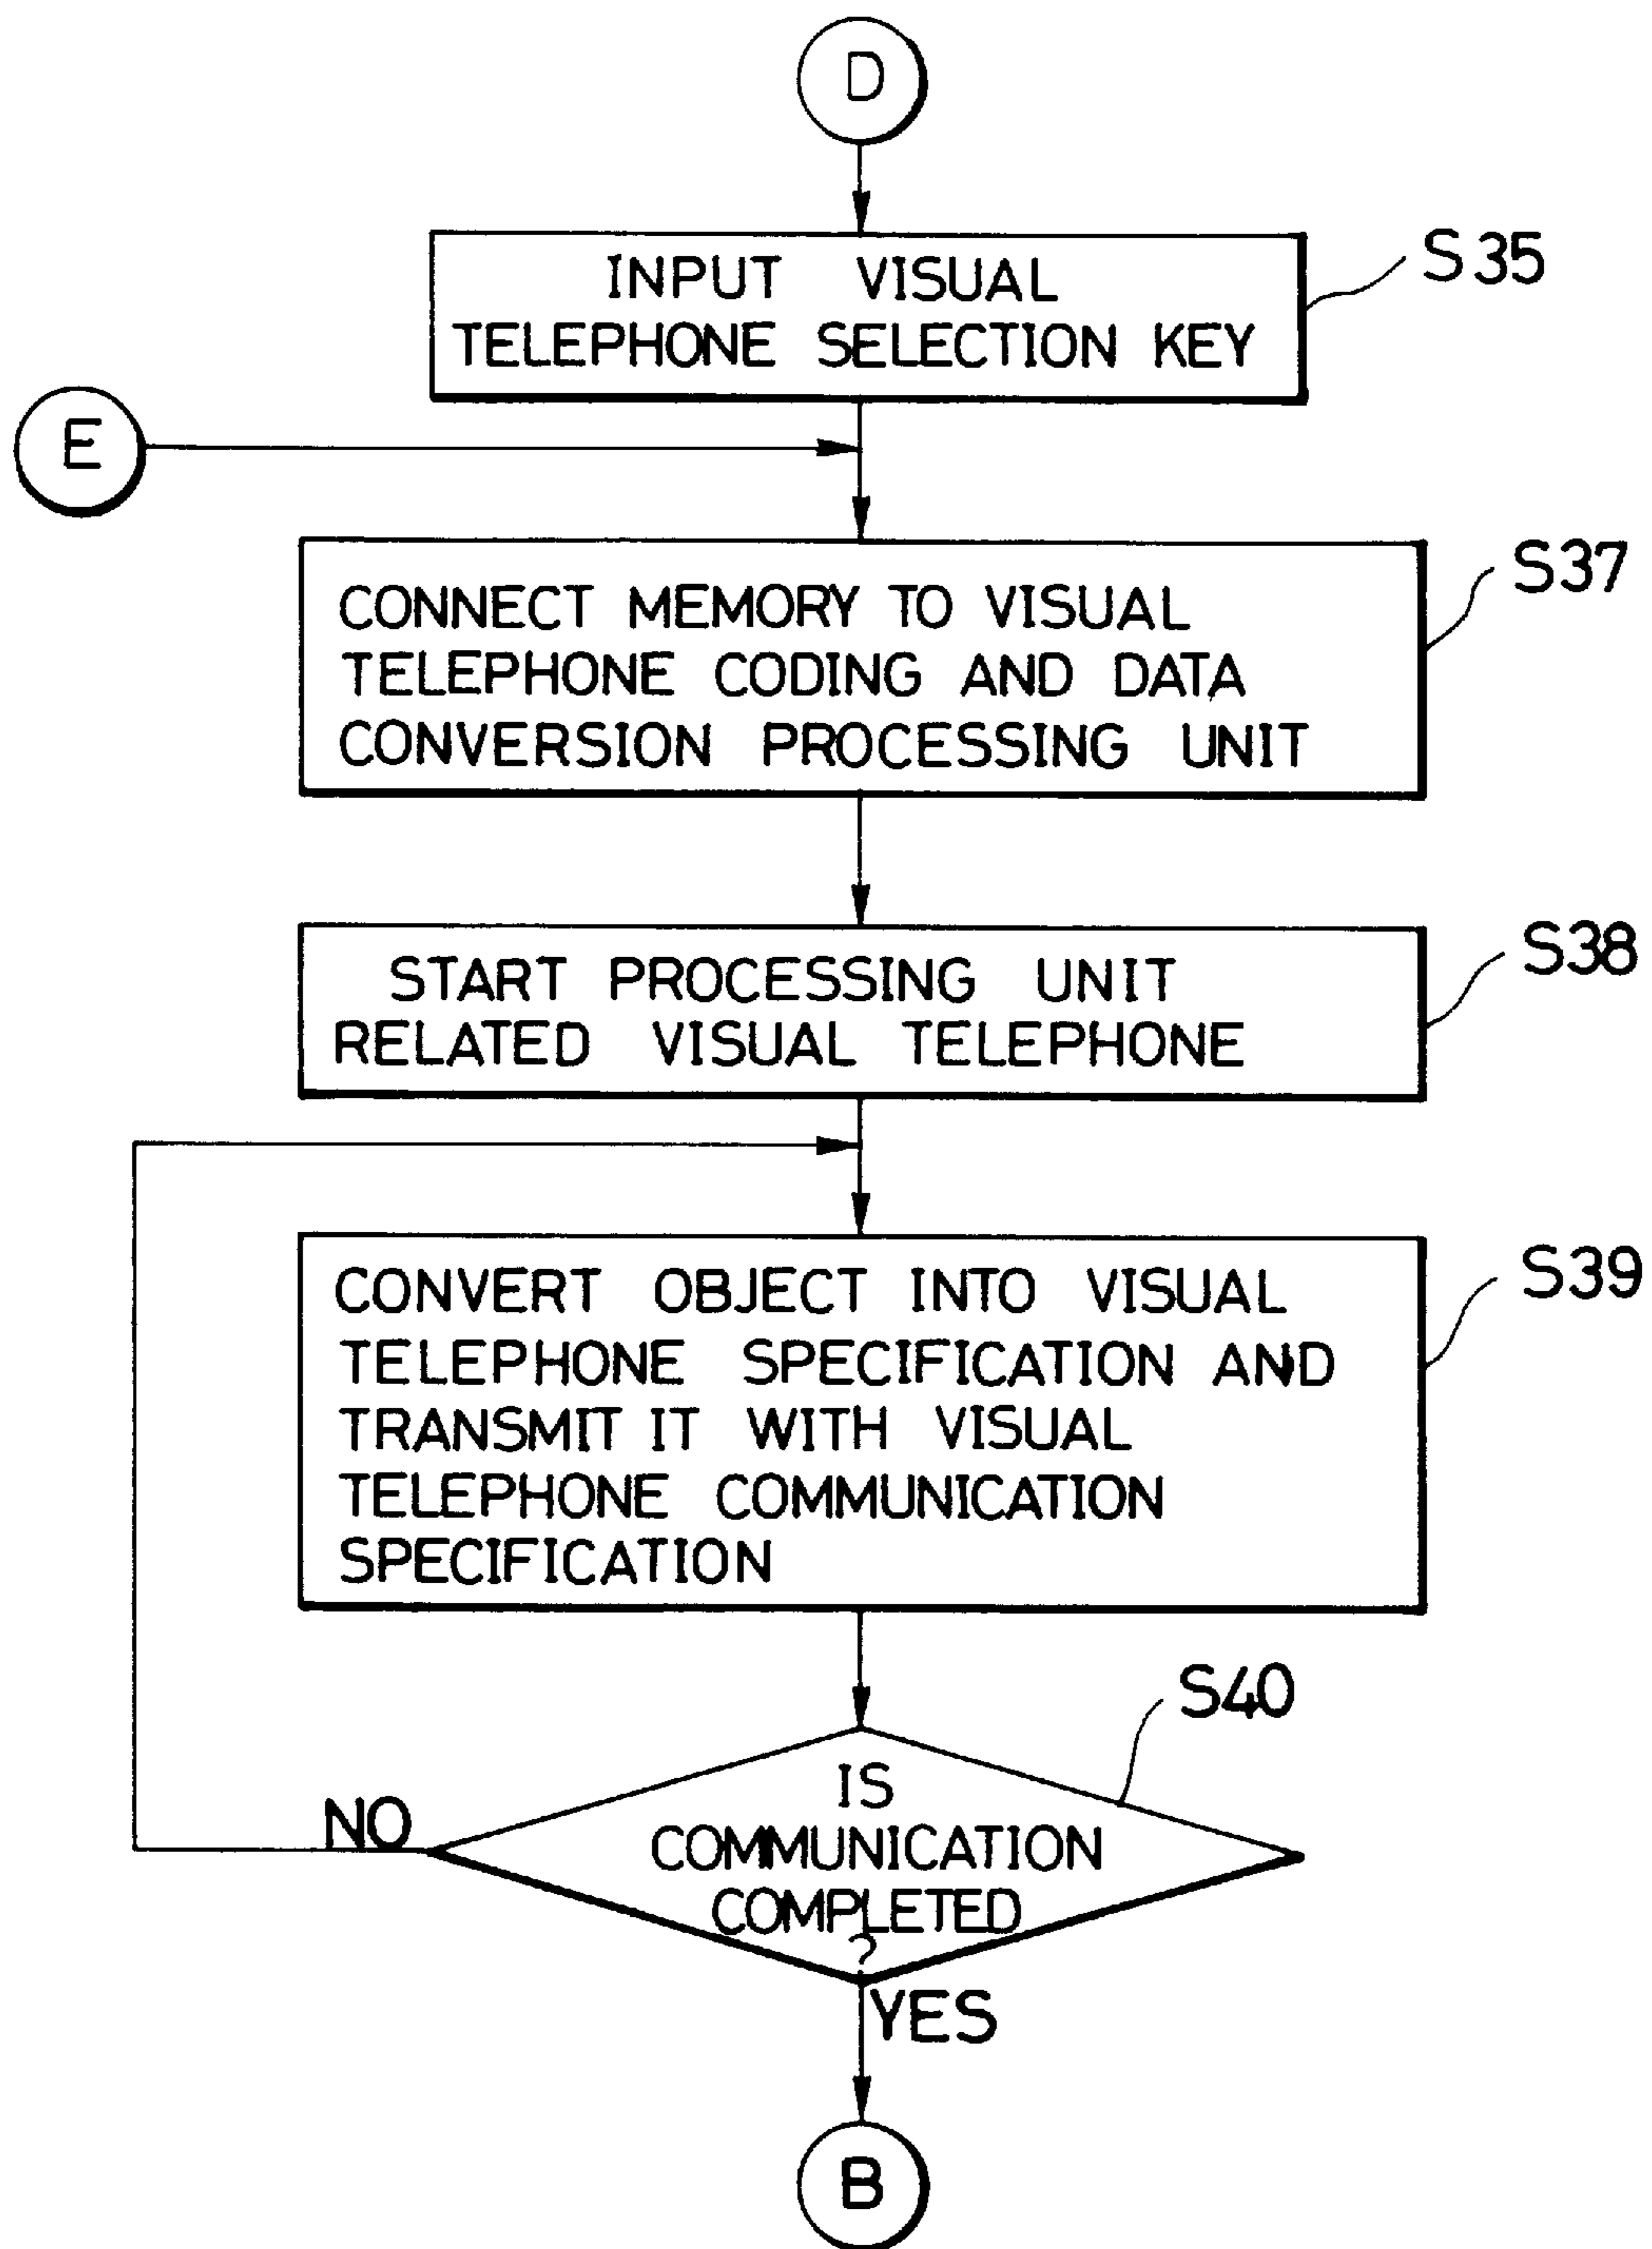 D
INPUT VISUAL
TELEPHONE SELECTION KEY
S35
E
CONNECT MEMORY TO VISUAL
TELEPHONE CODING AND DATA
CONVERSION PROCESSING UNIT
S37
START PROCESSING UNIT
RELATED VISUAL TELEPHONE
S38
CONVERT OBJECT INTO VISUAL
TELEPHONE SPECIFICATION AND
TRANSMIT IT WITH VISUAL
TELEPHONE COMMUNICATION
SPECIFICATION
S39
S40
IS
COMMUNICATION
COMPLETED
?
NO
YES
B